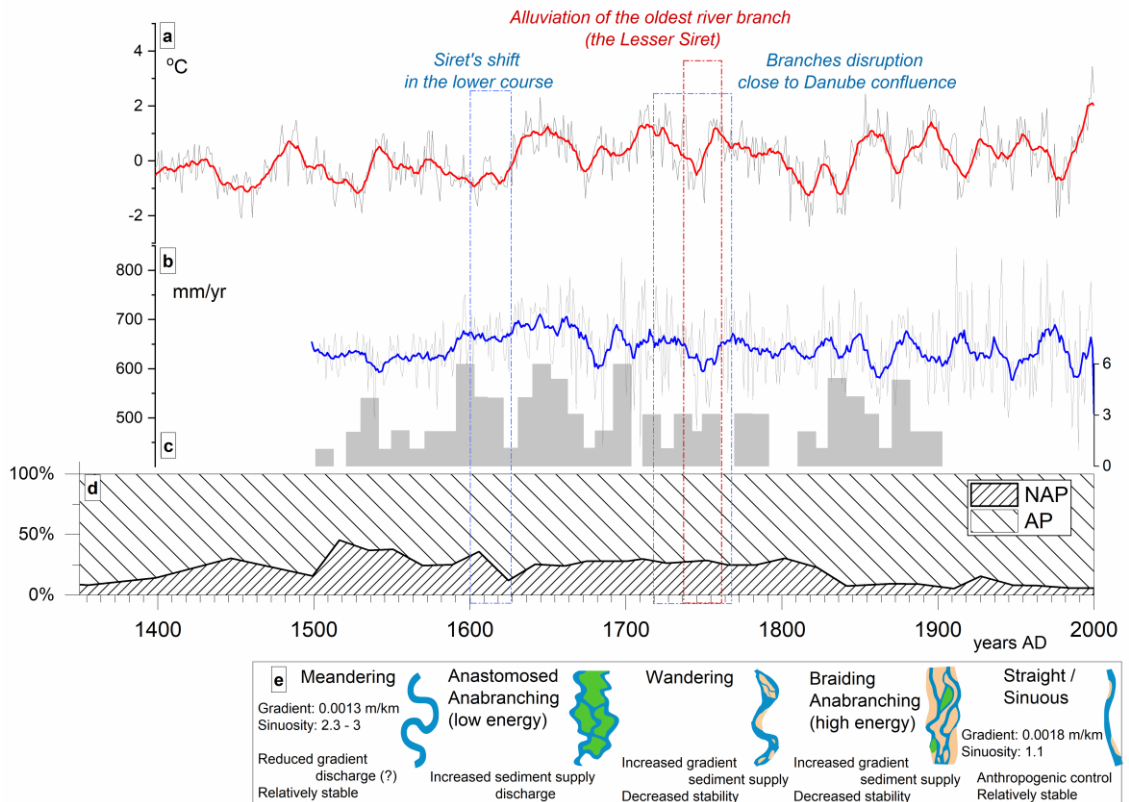 Alluviation of the oldest river branch
(the Lesser Siret)
Siret's shift
in the lower course
Branches disruption
close to Danube confluence
a
4
°C
2
0
-2
b
800
mm/yr
700
600
500
6
3
0
c
100%
d
50%
0%
NAP
AP
1400
1500
1600
1700
1800
1900
2000
years AD
e
Meandering
Gradient: 0.0013 m/km
Sinuosity: 2.3 - 3
Reduced gradient
discharge (?)
Relatively stable
Anastomosed
Anabranching
(low energy)
Increased sediment supply
discharge
Wandering
Increased gradient
sediment supply
Decreased stability
Braiding
Anabranching
(high energy)
Increased gradient
sediment supply
Decreased stability
Straight /
Sinuous
Gradient: 0.0018 m/km
Sinuosity: 1.1
Anthropogenic control
Relatively stable